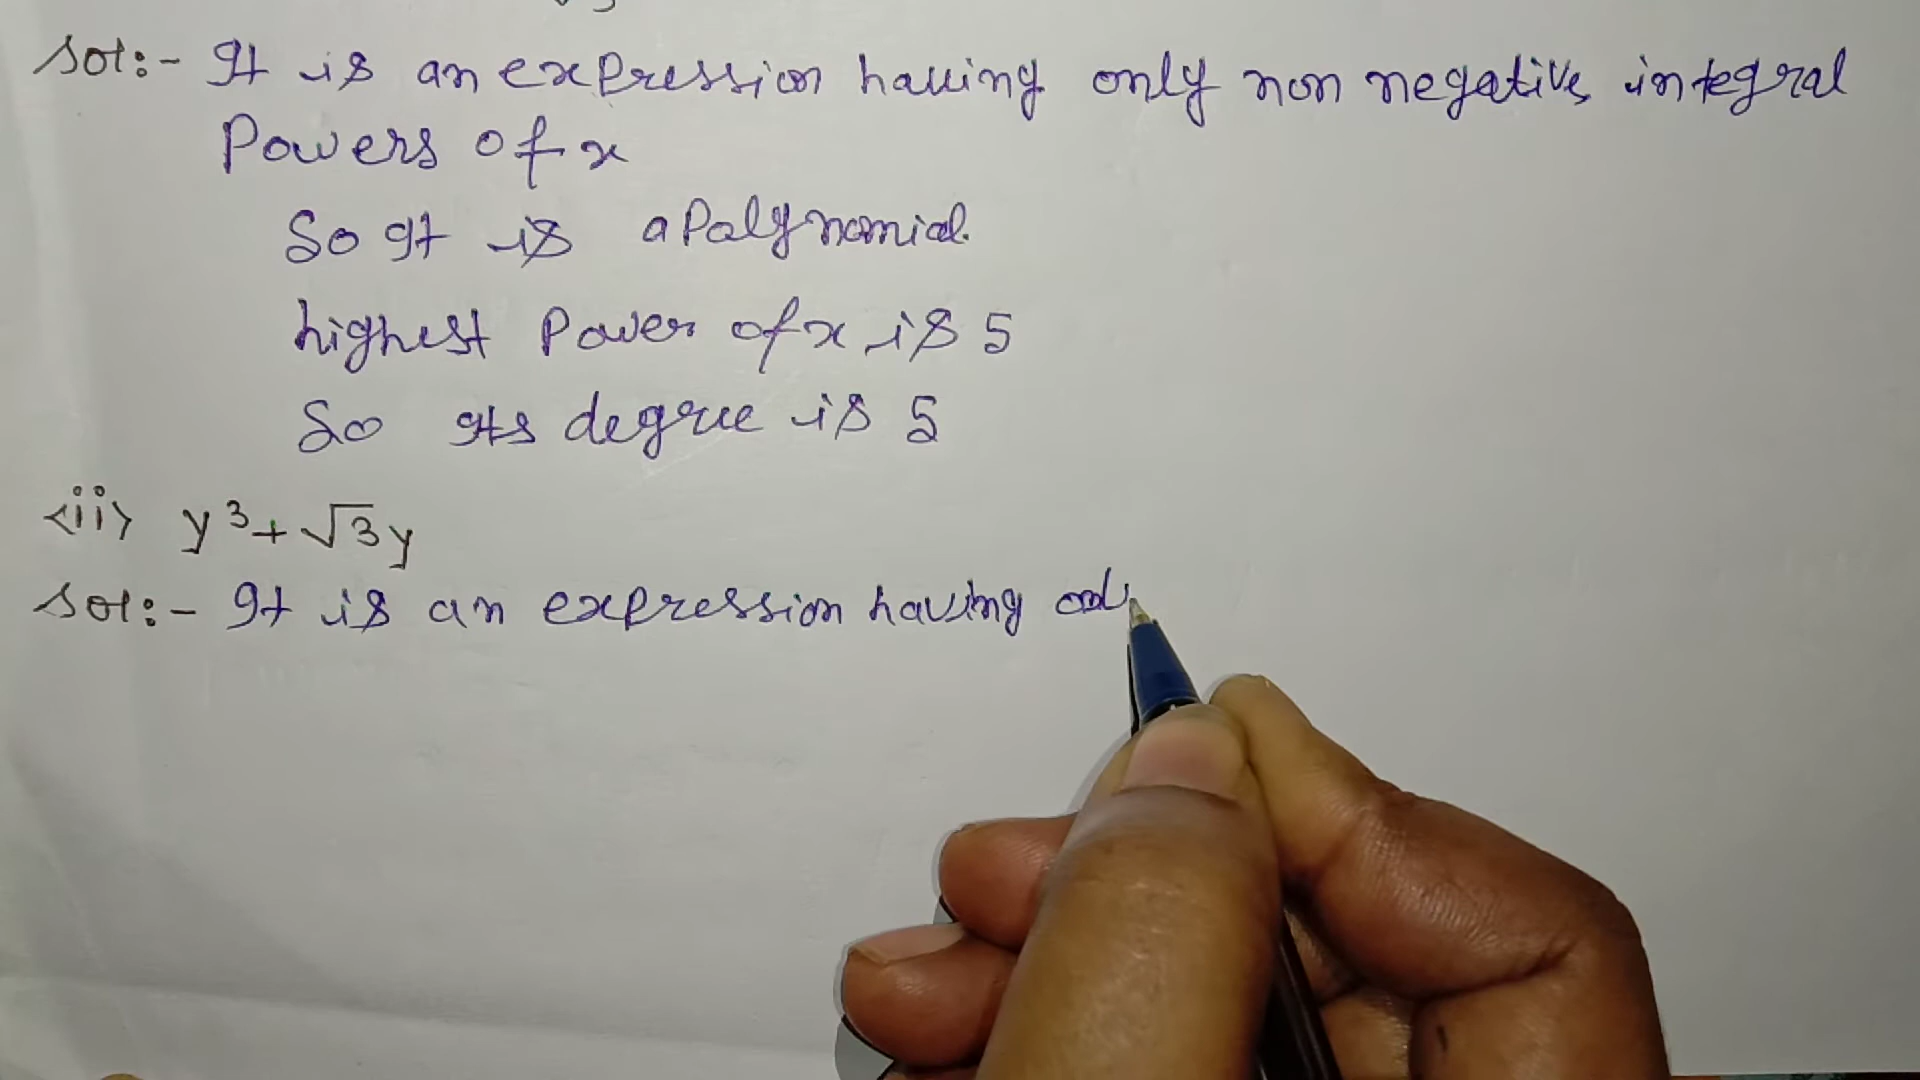 Sol:- It is an expression having only non negative integral
Powers of x
So It is a Polynomial.
highest Power of x is 5
So Its degree is 5
<ii> y³+√3y
Sol:- It is an expression having